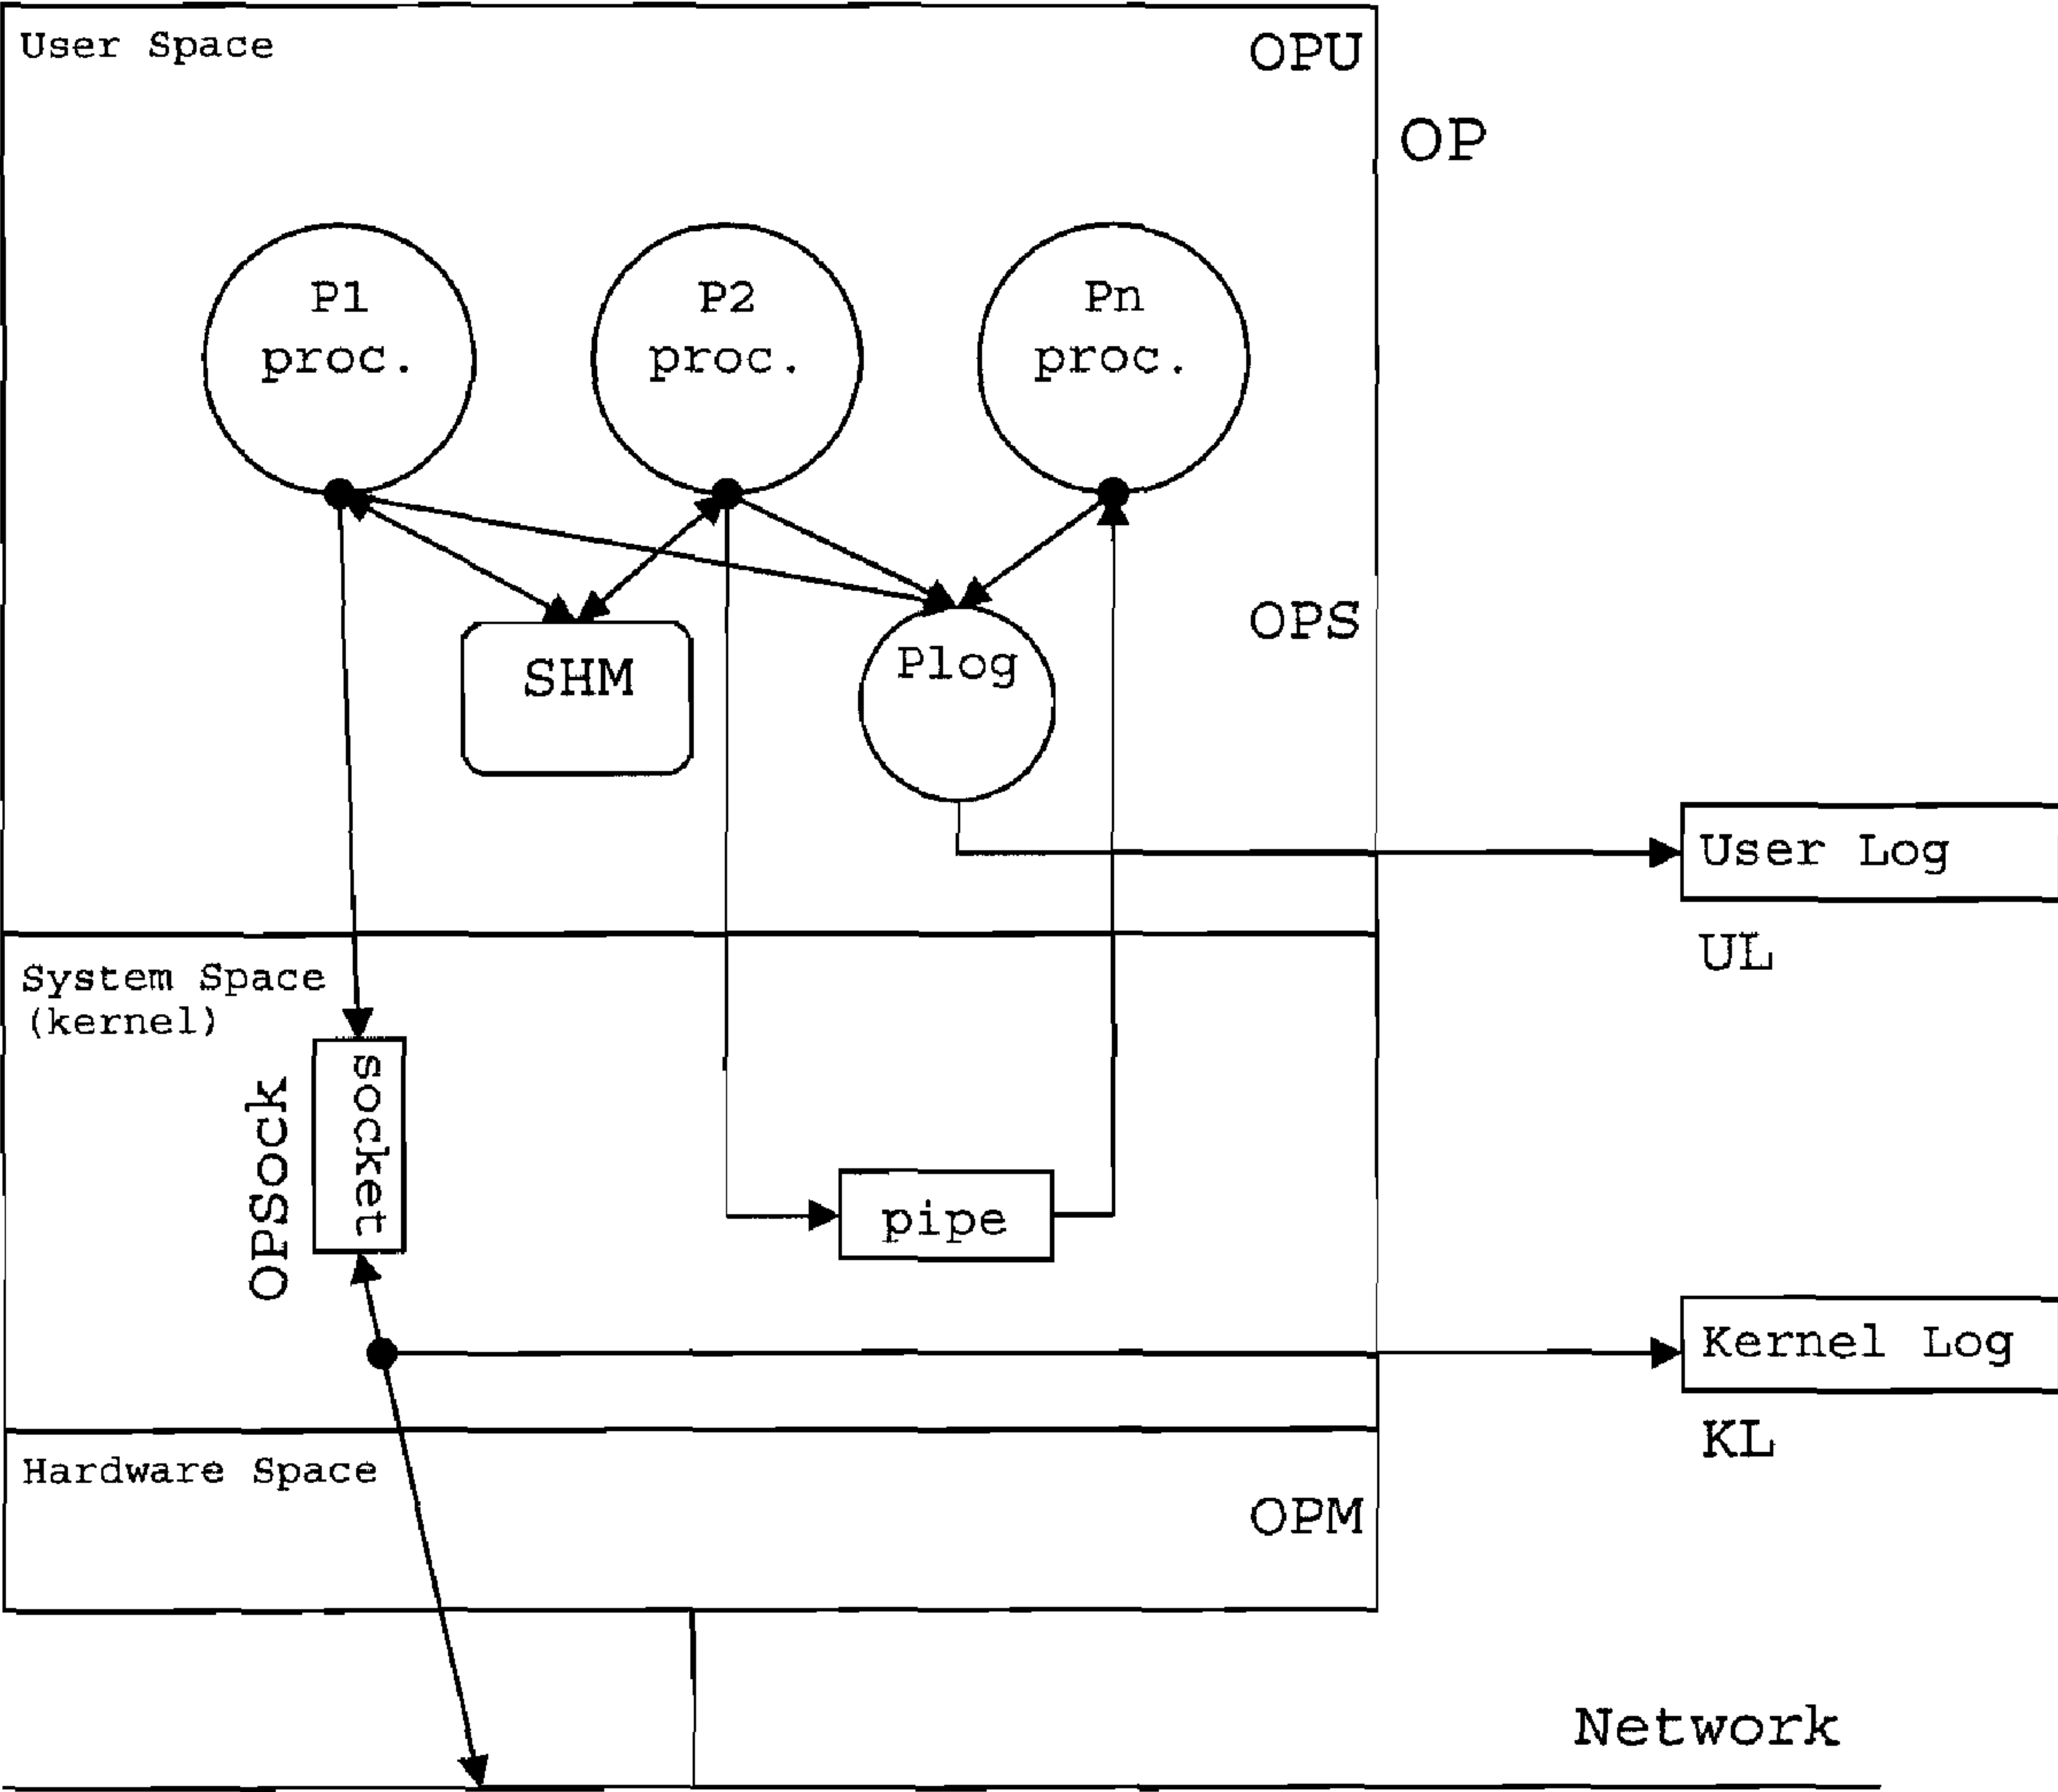 User Space
OPU
OP
P1
proc.
P2
proc.
Pn
proc.
OPS
SHM
Plog
User Log
UL
System Space
(kernel)
OPSock
socket
pipe
Kernel Log
KL
Hardware Space
OPM
Network